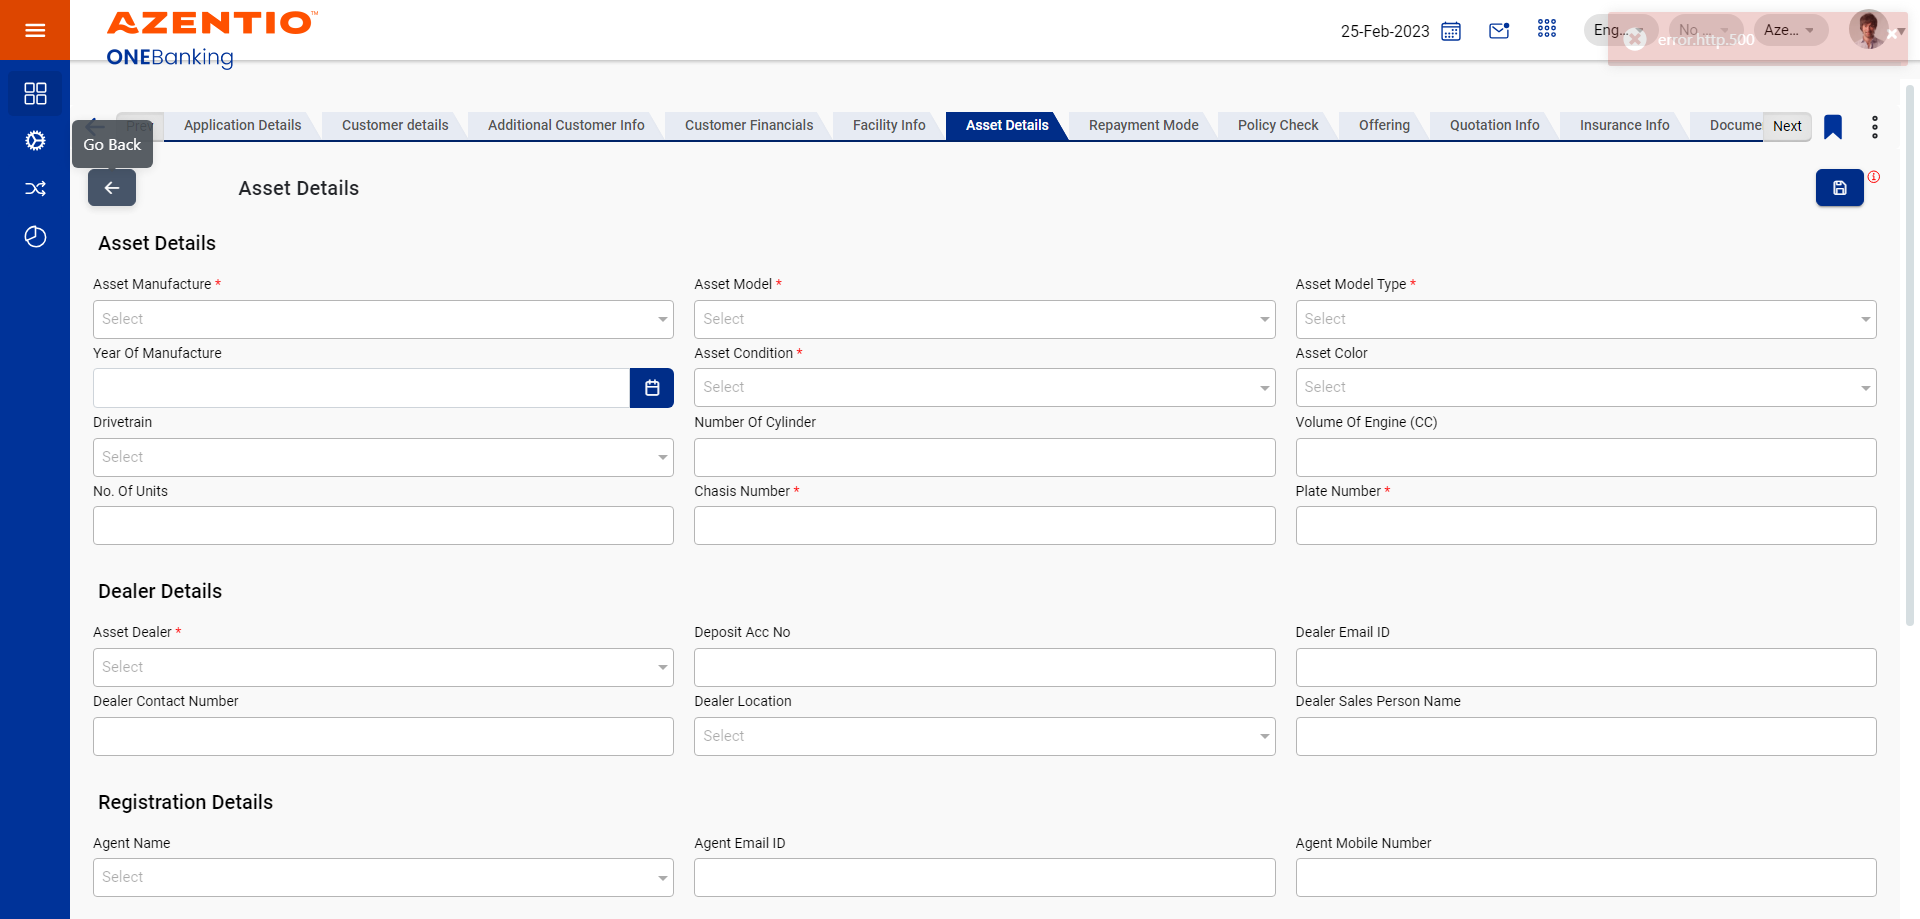 AZENTIO™
ONEBanking
25-Feb-2023
Eng...
No ...
Aze...
error.http.500
Prev
Application Details
Customer details
Additional Customer Info
Customer Financials
Facility Info
Asset Details
Repayment Mode
Policy Check
Offering
Quotation Info
Insurance Info
Docume
Next
Go Back
Asset Details
Asset Details
Asset Manufacture *
Asset Model *
Asset Model Type *
Select
Select
Select
Year Of Manufacture
Asset Condition *
Asset Color
Select
Select
Drivetrain
Number Of Cylinder
Volume Of Engine (CC)
Select
No. Of Units
Chasis Number *
Plate Number *
Dealer Details
Asset Dealer *
Deposit Acc No
Dealer Email ID
Select
Dealer Contact Number
Dealer Location
Dealer Sales Person Name
Select
Registration Details
Agent Name
Agent Email ID
Agent Mobile Number
Select